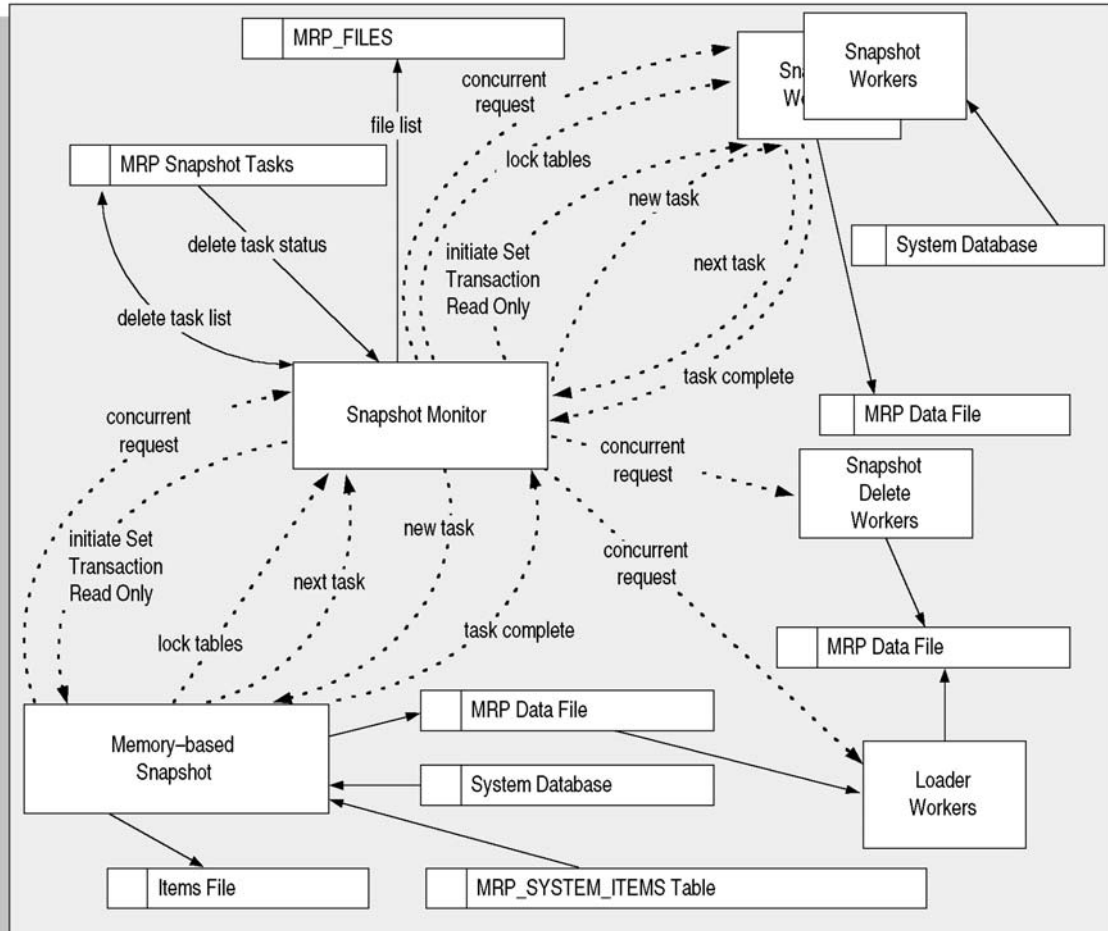 MRP_FILES
Snapshot
Workers
Sna
Wo
concurrent
request
file list
lock tables
MRP Snapshot Tasks
new task
delete task status
System Database
initiate Set
Transaction
Read Only
next task
delete task list
task complete
Snapshot Monitor
MRP Data File
concurrent
request
concurrent
request
Snapshot
Delete
Workers
initiate Set
Transaction
Read Only
new task
next task
concurrent
request
lock tables
task complete
MRP Data File
MRP Data File
Memory–based
Snapshot
System Database
Loader
Workers
Items File
MRP_SYSTEM_ITEMS Table